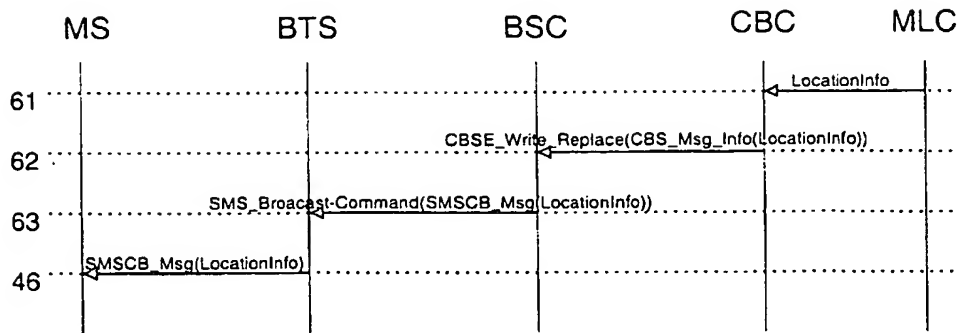 MS BTS BSC CBC MLC
61 LocationInfo
62 CBSE_Write_Replace(CBS_Msg_Info(LocationInfo))
63 SMS_Broacast-Command(SMSCB_Msg(LocationInfo))
46 SMSCB_Msg(LocationInfo)